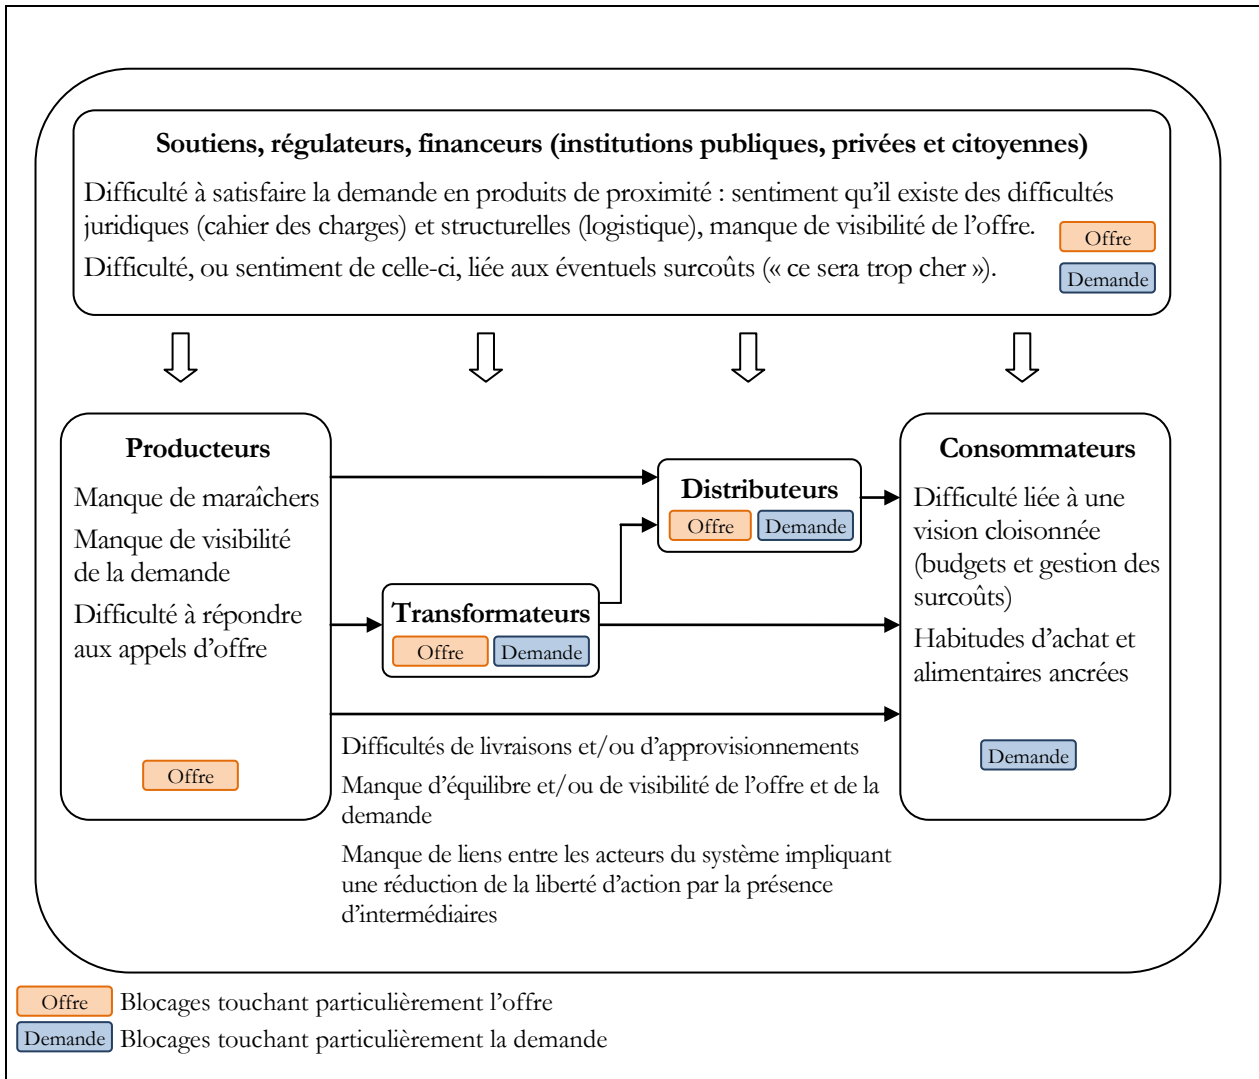 Soutiens, régulateurs, financeurs (institutions publiques, privées et citoyennes)
Difficulté à satisfaire la demande en produits de proximité : sentiment qu’il existe des difficultés
juridiques (cahier des charges) et structurelles (logistique), manque de visibilité de l’offre.
Offre
Difficulté, ou sentiment de celle-ci, liée aux éventuels surcoûts (« ce sera trop cher »).
Demande
Producteurs
Manque de maraîchers
Manque de visibilité
de la demande
Difficulté à répondre
aux appels d’offre
Offre
Transformateurs
Offre
Demande
Distributeurs
Offre
Demande
Consommateurs
Difficulté liée à une
vision cloisonnée
(budgets et gestion des
surcoûts)
Habitudes d’achat et
alimentaires ancrées
Demande
Difficultés de livraisons et/ou d’approvisionnements
Manque d’équilibre et/ou de visibilité de l’offre et de la
demande
Manque de liens entre les acteurs du système impliquant
une réduction de la liberté d’action par la présence
d’intermédiaires
Offre Blocages touchant particulièrement l’offre
Demande Blocages touchant particulièrement la demande